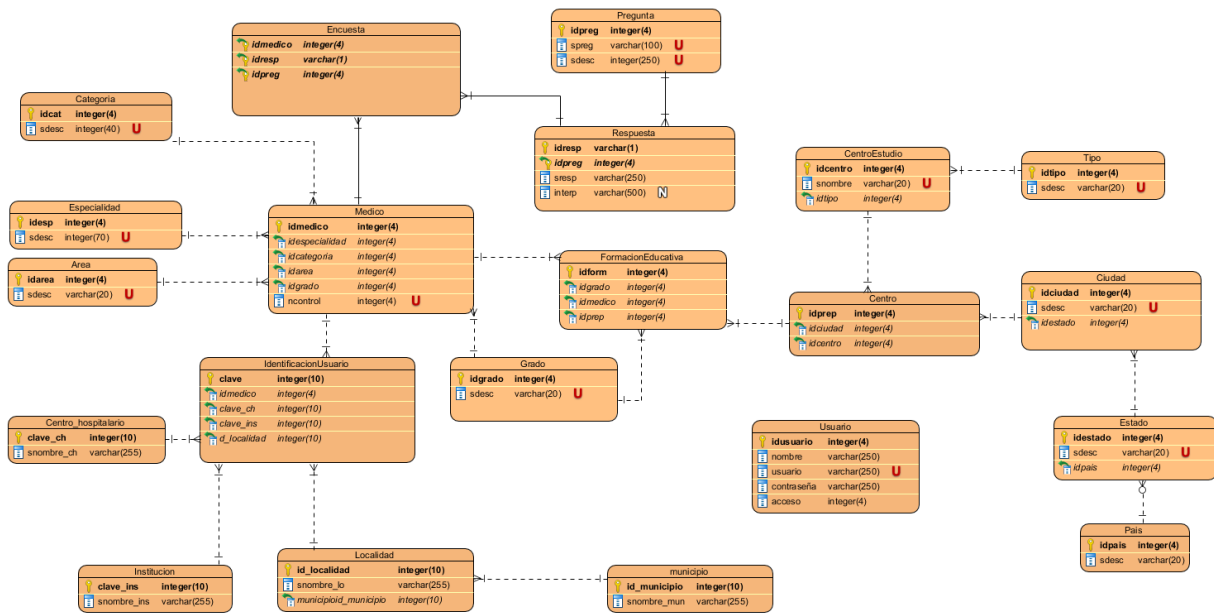 Encuesta
idmedico integer(4)
idresp varchar(1)
idpreg integer(4)
Pregunta
idpreg integer(4)
spreg varchar(100) U
sdesc integer(250) U
Categoria
idcat integer(4)
sdesc integer(40) U
Respuesta
idresp varchar(1)
idpreg integer(4)
sresp varchar(250)
interp varchar(500) N
CentroEstudio
idcentro integer(4)
snombre varchar(20) U
idtipo integer(4)
Tipo
idtipo integer(4)
sdesc varchar(20) U
Especialidad
idesp integer(4)
sdesc integer(70) U
Medico
idmedico integer(4)
idespecialidad integer(4)
idcategoria integer(4)
idarea integer(4)
idgrado integer(4)
ncontrol integer(4) U
Area
idarea integer(4)
sdesc varchar(20) U
FormacionEducativa
idform integer(4)
idgrado integer(4)
idmedico integer(4)
idprep integer(4)
Centro
idprep integer(4)
idciudad integer(4)
idcentro integer(4)
Ciudad
idciudad integer(4)
sdesc varchar(20) U
idestado integer(4)
IdentificacionUsuario
clave integer(10)
idmedico integer(4)
clave_ch integer(10)
clave_ins integer(10)
d_localidad integer(10)
Grado
idgrado integer(4)
sdesc varchar(20) U
Centro_hospitalario
clave_ch integer(10)
snombre_ch varchar(255)
Usuario
idusuario integer(4)
nombre varchar(250)
usuario varchar(250) U
contraseña varchar(250)
acceso integer(4)
Estado
idestado integer(4)
sdesc varchar(20) U
idpais integer(4)
Pais
idpais integer(4)
sdesc varchar(20)
Institucion
clave_ins integer(10)
snombre_ins varchar(255)
Localidad
id_localidad integer(10)
snombre_lo varchar(255)
municipioid_municipio integer(10)
municipio
id_municipio integer(10)
snombre_mun varchar(255)